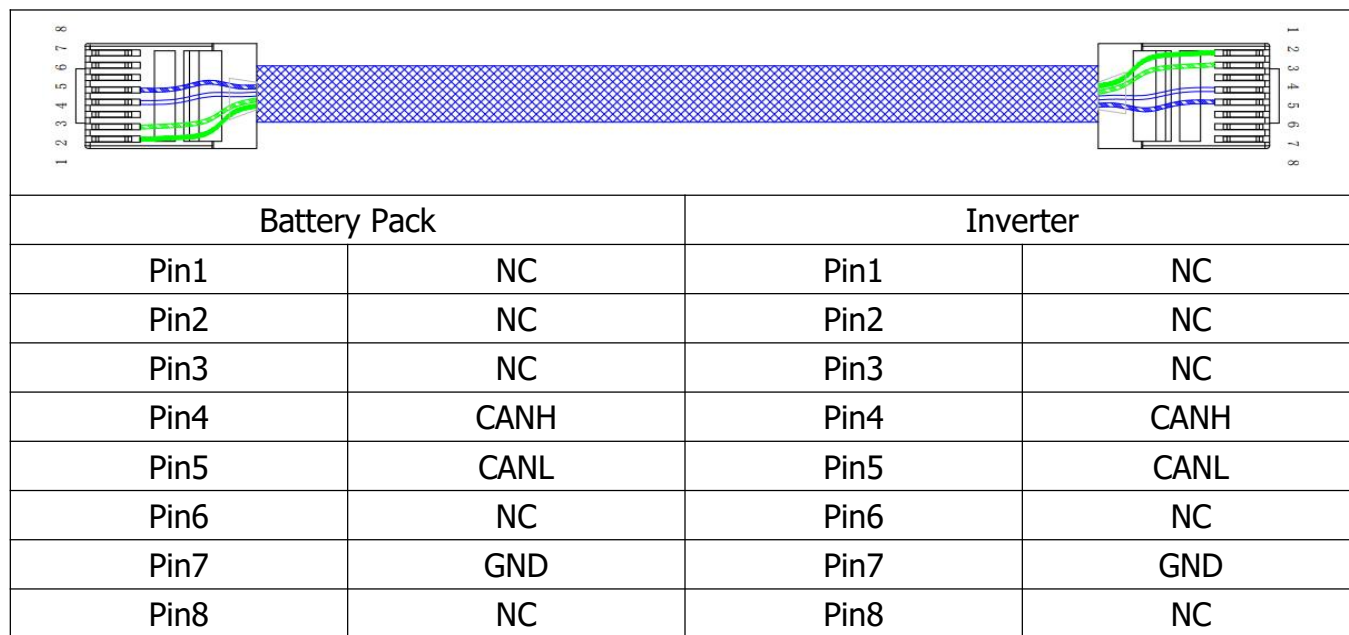 8 7 6 5 4 3 2 1
1 2 3 4 5 6 7 8
Battery Pack Inverter
Pin1 NC Pin1 NC
Pin2 NC Pin2 NC
Pin3 NC Pin3 NC
Pin4 CANH Pin4 CANH
Pin5 CANL Pin5 CANL
Pin6 NC Pin6 NC
Pin7 GND Pin7 GND
Pin8 NC Pin8 NC